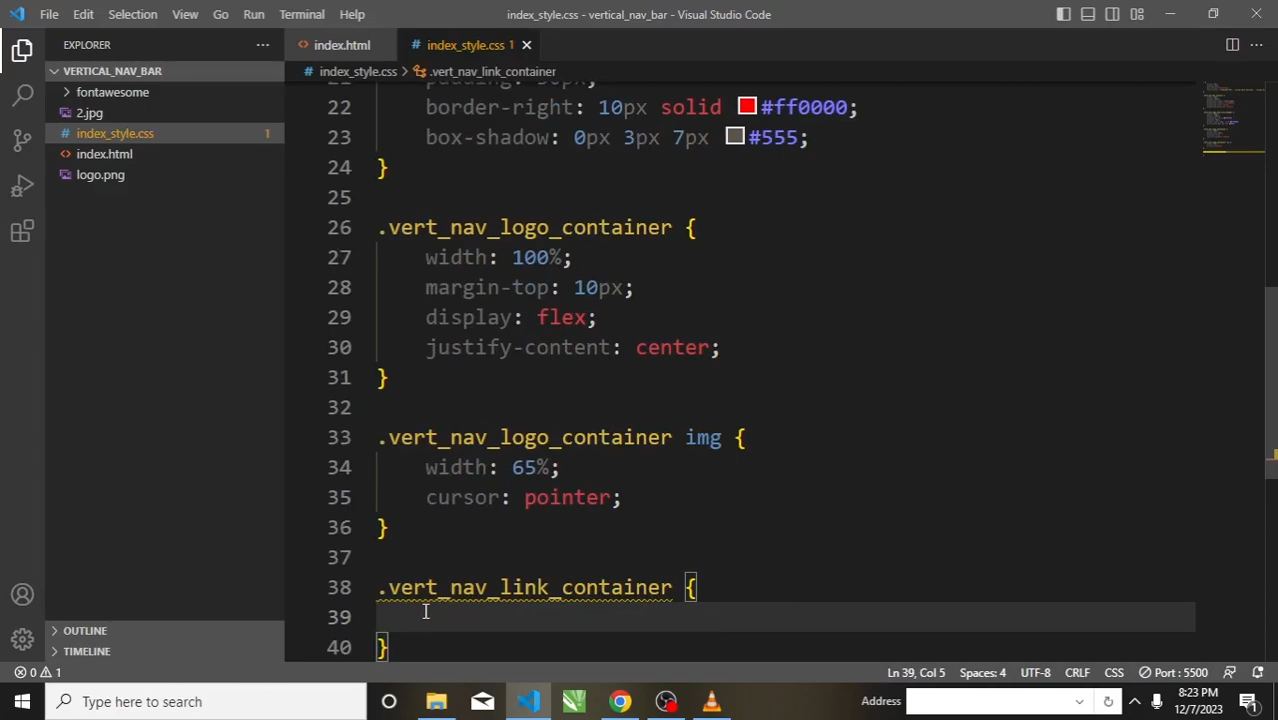 File Edit Selection View Go Run Terminal Help
index_style.css - vertical_nav_bar - Visual Studio Code
EXPLORER
index.html
index_style.css 1
VERTICAL_NAV_BAR
index_style.css
.vert_nav_link_container
fontawesome
2.jpg
index_style.css 1
index.html
logo.png
22 border-right: 10px solid #ff0000;
23 box-shadow: 0px 3px 7px #555;
24 }
25
26 .vert_nav_logo_container {
27 width: 100%;
28 margin-top: 10px;
29 display: flex;
30 justify-content: center;
31 }
32
33 .vert_nav_logo_container img {
34 width: 65%;
35 cursor: pointer;
36 }
37
38 .vert_nav_link_container {
39
40 }
OUTLINE
TIMELINE
0 1
Ln 39, Col 5 Spaces: 4 UTF-8 CRLF CSS Port : 5500
Type here to search
Address
8:23 PM
12/7/2023
1